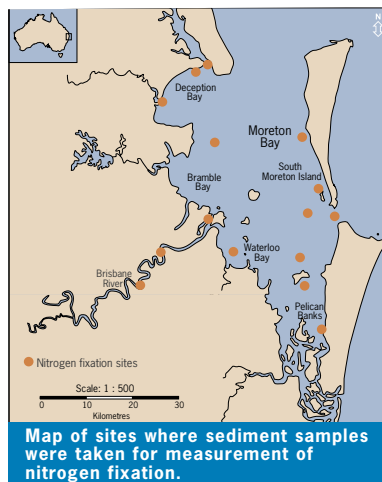 N
Deception
Bay
Moreton
Bay
South
Moreton Island
Bramble
Bay
Waterloo
Bay
Brisbane
River
Pelican
Banks
Nitrogen fixation sites
Scale: 1 : 500
0 10 20 30
Kilometres
Map of sites where sediment samples
were taken for measurement of
nitrogen fixation.